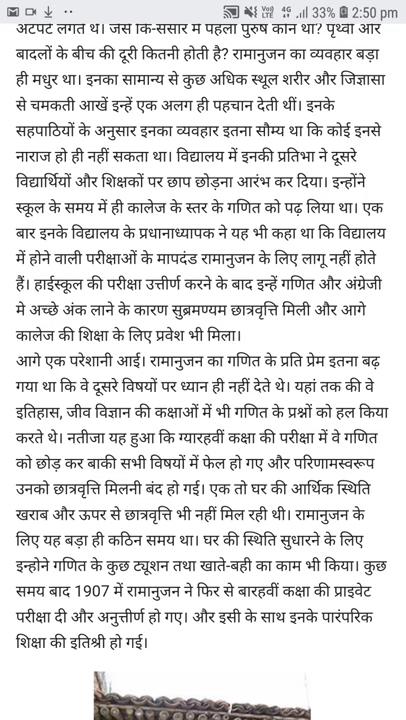 Vo)) 4G
LTE 33% 2:50 pm
अटपटे लगते थे। जैसे कि-संसार में पहला पुरुष कौन था? पृथ्वी और
बादलों के बीच की दूरी कितनी होती है? रामानुजन का व्यवहार बड़ा
ही मधुर था। इनका सामान्य से कुछ अधिक स्थूल शरीर और जिज्ञासा
से चमकती आखें इन्हें एक अलग ही पहचान देती थीं। इनके
सहपाठियों के अनुसार इनका व्यवहार इतना सौम्य था कि कोई इनसे
नाराज हो ही नहीं सकता था। विद्यालय में इनकी प्रतिभा ने दूसरे
विद्यार्थियों और शिक्षकों पर छाप छोड़ना आरंभ कर दिया। इन्होंने
स्कूल के समय में ही कालेज के स्तर के गणित को पढ़ लिया था। एक
बार इनके विद्यालय के प्रधानाध्यापक ने यह भी कहा था कि विद्यालय
में होने वाली परीक्षाओं के मापदंड रामानुजन के लिए लागू नहीं होते
हैं। हाईस्कूल की परीक्षा उत्तीर्ण करने के बाद इन्हें गणित और अंग्रेजी
मे अच्छे अंक लाने के कारण सुब्रमण्यम छात्रवृत्ति मिली और आगे
कालेज की शिक्षा के लिए प्रवेश भी मिला।
आगे एक परेशानी आई। रामानुजन का गणित के प्रति प्रेम इतना बढ़
गया था कि वे दूसरे विषयों पर ध्यान ही नहीं देते थे। यहां तक की वे
इतिहास, जीव विज्ञान की कक्षाओं में भी गणित के प्रश्नों को हल किया
करते थे। नतीजा यह हुआ कि ग्यारहवीं कक्षा की परीक्षा में वे गणित
को छोड़ कर बाकी सभी विषयों में फेल हो गए और परिणामस्वरूप
उनको छात्रवृत्ति मिलनी बंद हो गई। एक तो घर की आर्थिक स्थिति
खराब और ऊपर से छात्रवृत्ति भी नहीं मिल रही थी। रामानुजन के
लिए यह बड़ा ही कठिन समय था। घर की स्थिति सुधारने के लिए
इन्होने गणित के कुछ ट्यूशन तथा खाते-बही का काम भी किया। कुछ
समय बाद 1907 में रामानुजन ने फिर से बारहवीं कक्षा की प्राइवेट
परीक्षा दी और अनुत्तीर्ण हो गए। और इसी के साथ इनके पारंपरिक
शिक्षा की इतिश्री हो गई।